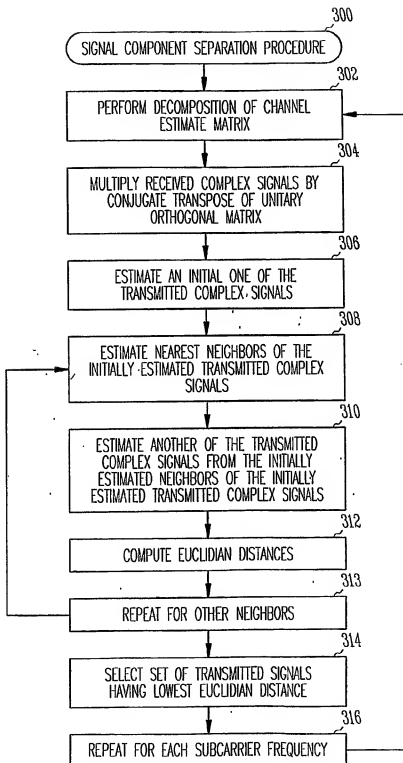 300
SIGNAL COMPONENT SEPARATION PROCEDURE
302
PERFORM DECOMPOSITION OF CHANNEL
ESTIMATE MATRIX
304
MULTIPLY RECEIVED COMPLEX SIGNALS BY
CONJUGATE TRANSPOSE OF UNITARY
ORTHOGONAL MATRIX
306
ESTIMATE AN INITIAL ONE OF THE
TRANSMITTED COMPLEX SIGNALS
308
ESTIMATE NEAREST NEIGHBORS OF THE
INITIALLY ESTIMATED TRANSMITTED COMPLEX
SIGNALS
310
ESTIMATE ANOTHER OF THE TRANSMITTED
COMPLEX SIGNALS FROM THE INITIALLY
ESTIMATED NEIGHBORS OF THE INITIALLY
ESTIMATED TRANSMITTED COMPLEX SIGNALS
312
COMPUTE EUCLIDIAN DISTANCES
313
REPEAT FOR OTHER NEIGHBORS
314
SELECT SET OF TRANSMITTED SIGNALS
HAVING LOWEST EUCLIDIAN DISTANCE
316
REPEAT FOR EACH SUBCARRIER FREQUENCY